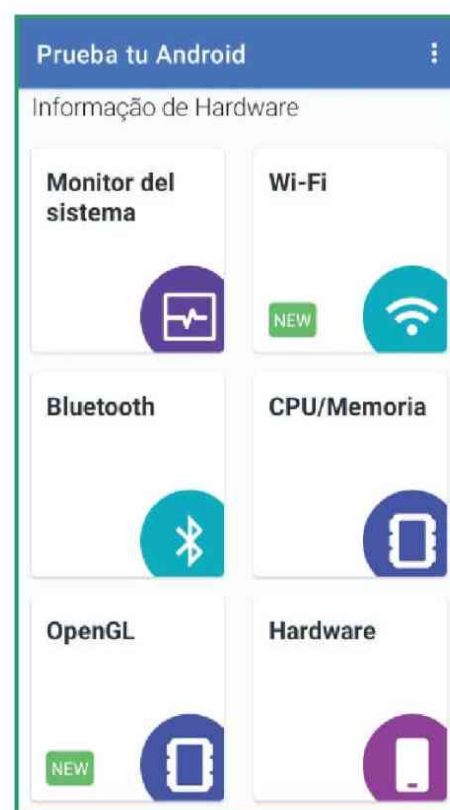 Prueba tu Android
Informação de Hardware
Monitor del
sistema
Wi-Fi
NEW
Bluetooth
CPU/Memoria
OpenGL
NEW
Hardware